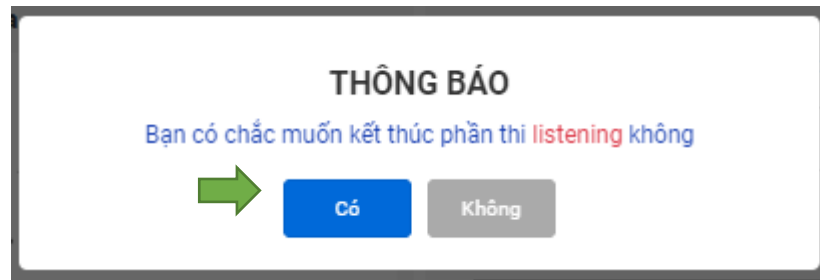 THÔNG BÁO
Bạn có chắc muốn kết thúc phần thi listening không
Có Không